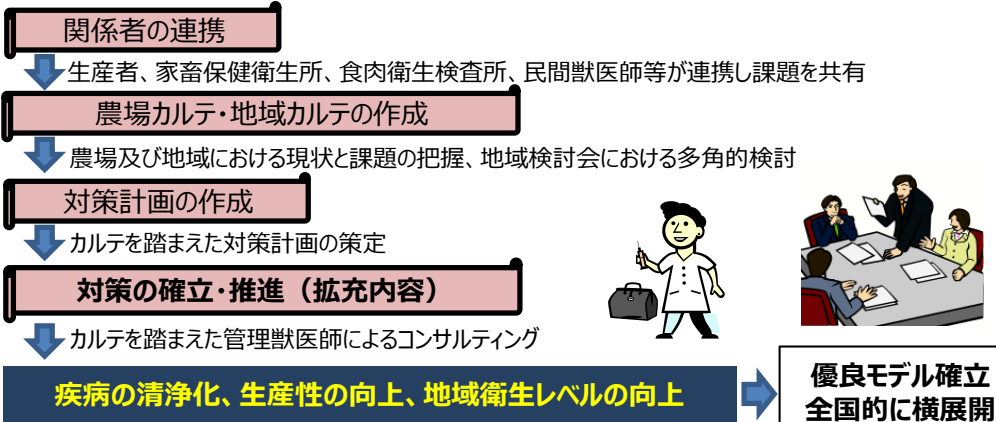 関係者の連携
生産者、家畜保健衛生所、食肉衛生検査所、民間獣医師等が連携し課題を共有
農場カルテ・地域カルテの作成
農場及び地域における現状と課題の把握、地域検討会における多角的検討
対策計画の作成
カルテを踏まえた対策計画の策定
対策の確立・推進（拡充内容）
カルテを踏まえた管理獣医師によるコンサルティング
疾病の清浄化、生産性の向上、地域衛生レベルの向上
優良モデル確立
全国的に横展開